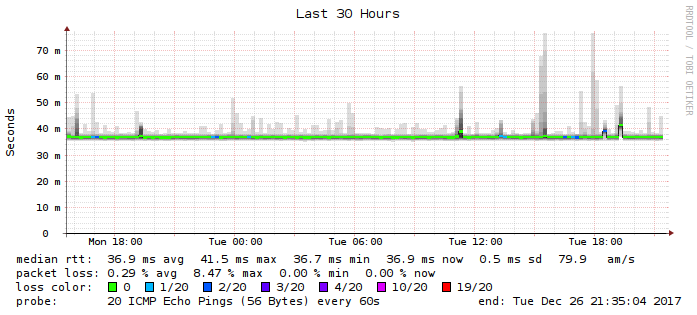 Last 30 Hours
RRDTOOL / TOBI OETIKER
Seconds
70 m
60 m
50 m
40 m
30 m
20 m
10 m
0
Mon 18:00 Tue 00:00 Tue 06:00 Tue 12:00 Tue 18:00
median rtt: 36.9 ms avg 41.5 ms max 36.7 ms min 36.9 ms now 0.5 ms sd 79.9 am/s
packet loss: 0.29 % avg 8.47 % max 0.00 % min 0.00 % now
loss color: 0 1/20 2/20 3/20 4/20 10/20 19/20
probe: 20 ICMP Echo Pings (56 Bytes) every 60s end: Tue Dec 26 21:35:04 2017